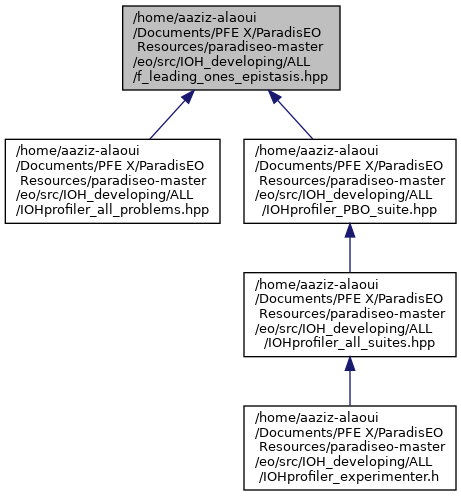 /home/aaziz-alaoui
/Documents/PFE X/ParadisEO
Resources/paradiseo-master
/eo/src/IOH_developing/ALL
/f_leading_ones_epistasis.hpp
/home/aaziz-alaoui
/Documents/PFE X/ParadisEO
Resources/paradiseo-master
/eo/src/IOH_developing/ALL
/IOHprofiler_all_problems.hpp
/home/aaziz-alaoui
/Documents/PFE X/ParadisEO
Resources/paradiseo-master
/eo/src/IOH_developing/ALL
/IOHprofiler_PBO_suite.hpp
/home/aaziz-alaoui
/Documents/PFE X/ParadisEO
Resources/paradiseo-master
/eo/src/IOH_developing/ALL
/IOHprofiler_all_suites.hpp
/home/aaziz-alaoui
/Documents/PFE X/ParadisEO
Resources/paradiseo-master
/eo/src/IOH_developing/ALL
/IOHprofiler_experimenter.h